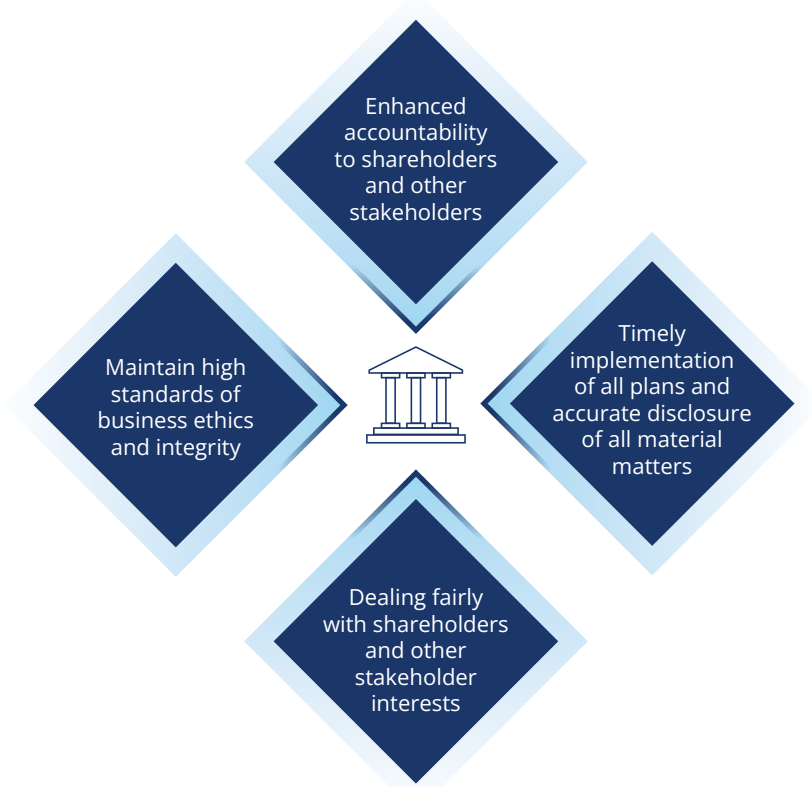 Enhanced
accountability
to shareholders
and other
stakeholders
Maintain high
standards of
business ethics
and integrity
Timely
implementation
of all plans and
accurate disclosure
of all material
matters
Dealing fairly
with shareholders
and other
stakeholder
interests